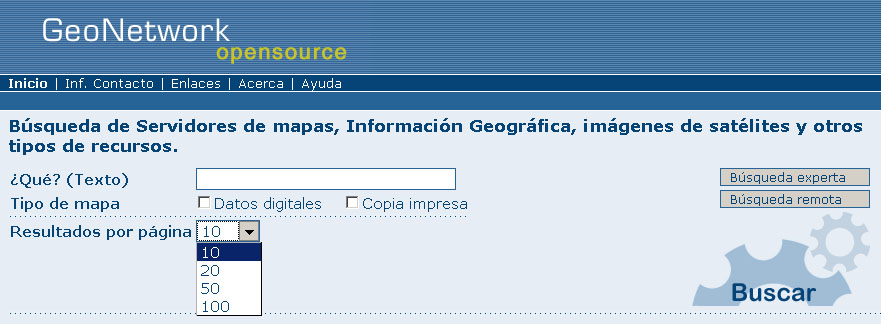 GeoNetwork
opensource
Inicio | Inf. Contacto | Enlaces | Acerca | Ayuda
Búsqueda de Servidores de mapas, Información Geográfica, imágenes de satélites y otros
tipos de recursos.
¿Qué? (Texto)
Búsqueda experta
Tipo de mapa Datos digitales Copia impresa
Búsqueda remota
Resultados por página 10
10
20
50
100
Buscar